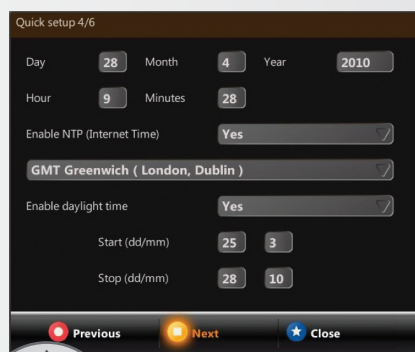 Quick setup 4/6
Day 28 Month 4 Year 2010
Hour 9 Minutes 28
Enable NTP (Internet Time) Yes
GMT Greenwich ( London, Dublin )
Enable daylight time Yes
Start (dd/mm) 25 3
Stop (dd/mm) 28 10
Previous Next Close